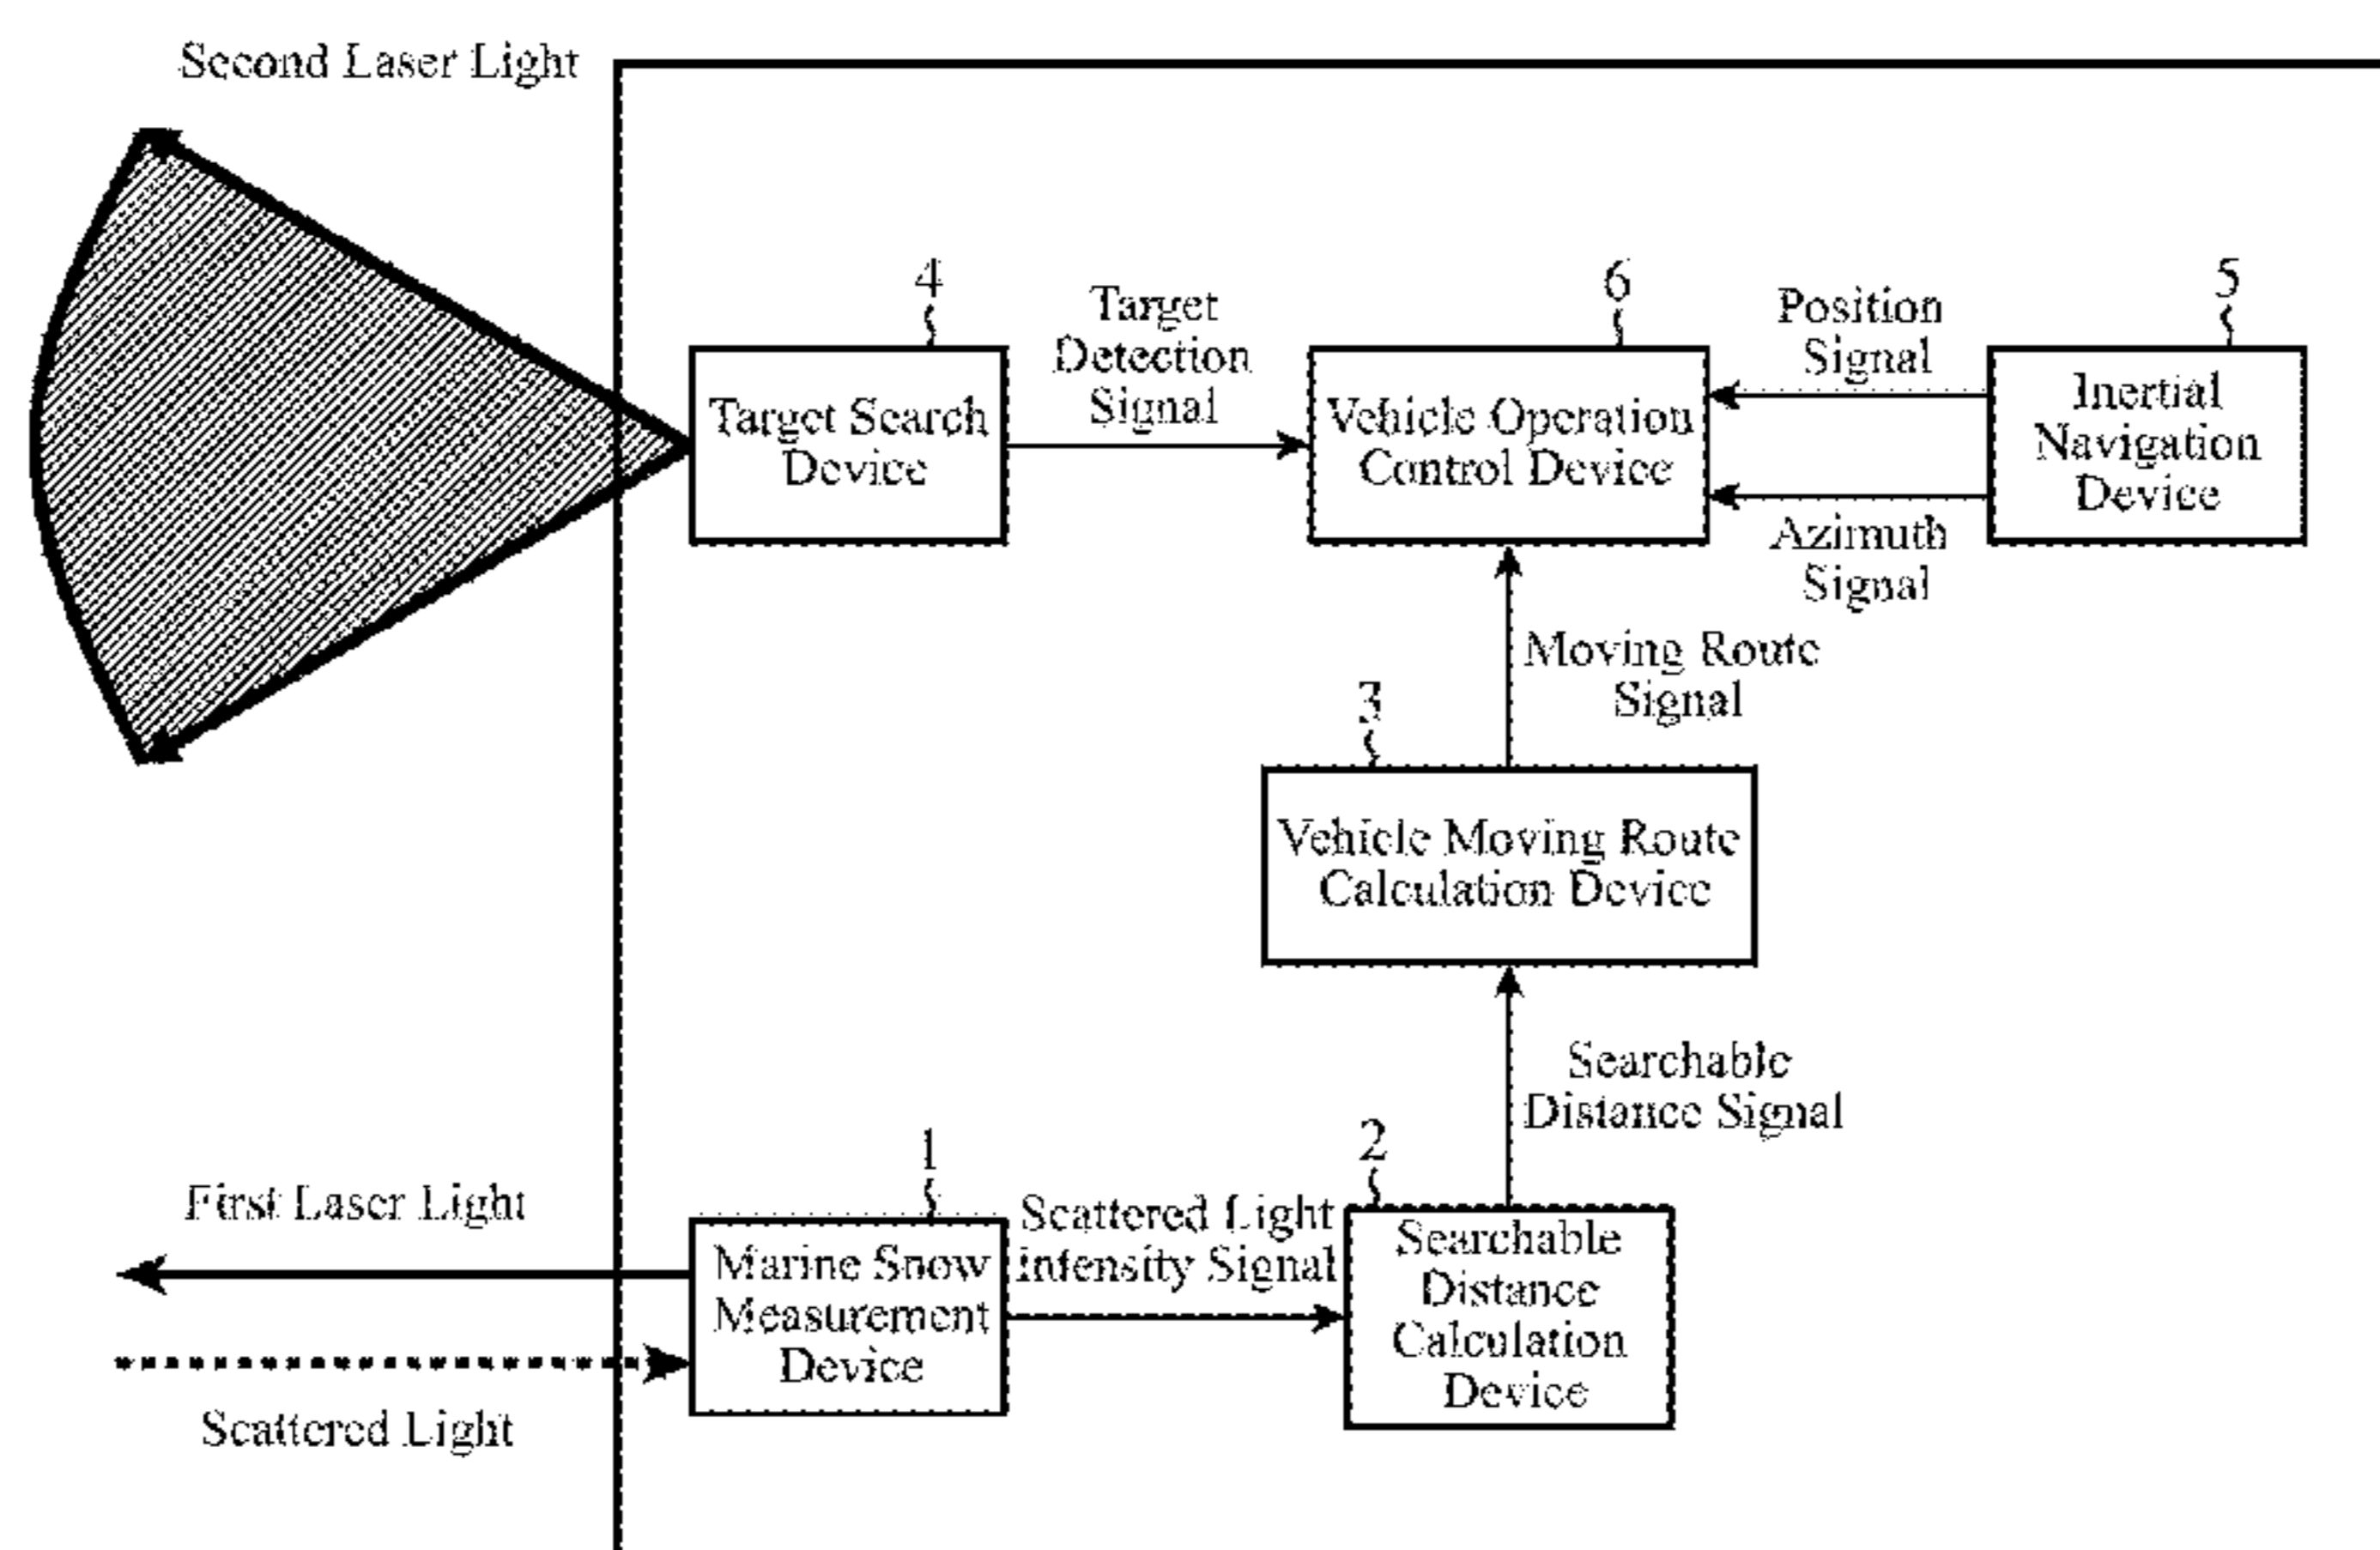 Second Laser Light
4
Target
Detection
Signal
6
Position
Signal
5
Target Search
Device
Vehicle Operation
Control Device
Inertial
Navigation
Device
Azimuth
Signal
Moving Route
Signal
3
Vehicle Moving Route
Calculation Device
Searchable
Distance Signal
2
1
First Laser Light
Scattered Light
Intensity Signal
Marine Snow
Measurement
Device
Searchable
Distance
Calculation
Device
Scattered Light